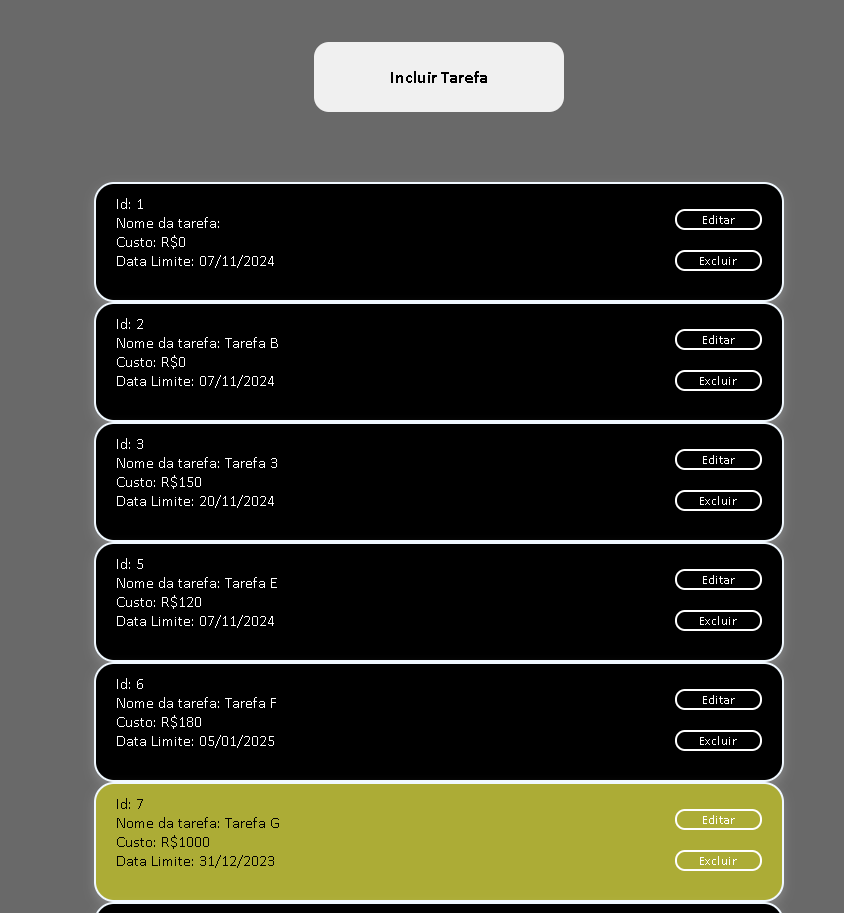 Incluir Tarefa
Id: 1
Nome da tarefa:
Custo: R$0
Data Limite: 07/11/2024
Editar
Excluir
Id: 2
Nome da tarefa: Tarefa B
Custo: R$0
Data Limite: 07/11/2024
Editar
Excluir
Id: 3
Nome da tarefa: Tarefa 3
Custo: R$150
Data Limite: 20/11/2024
Editar
Excluir
Id: 5
Nome da tarefa: Tarefa E
Custo: R$120
Data Limite: 07/11/2024
Editar
Excluir
Id: 6
Nome da tarefa: Tarefa F
Custo: R$180
Data Limite: 05/01/2025
Editar
Excluir
Id: 7
Nome da tarefa: Tarefa G
Custo: R$1000
Data Limite: 31/12/2023
Editar
Excluir